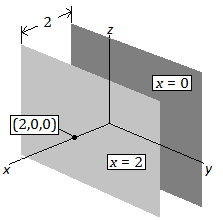 2
z
x = 0
(2,0,0)
x = 2
x
y